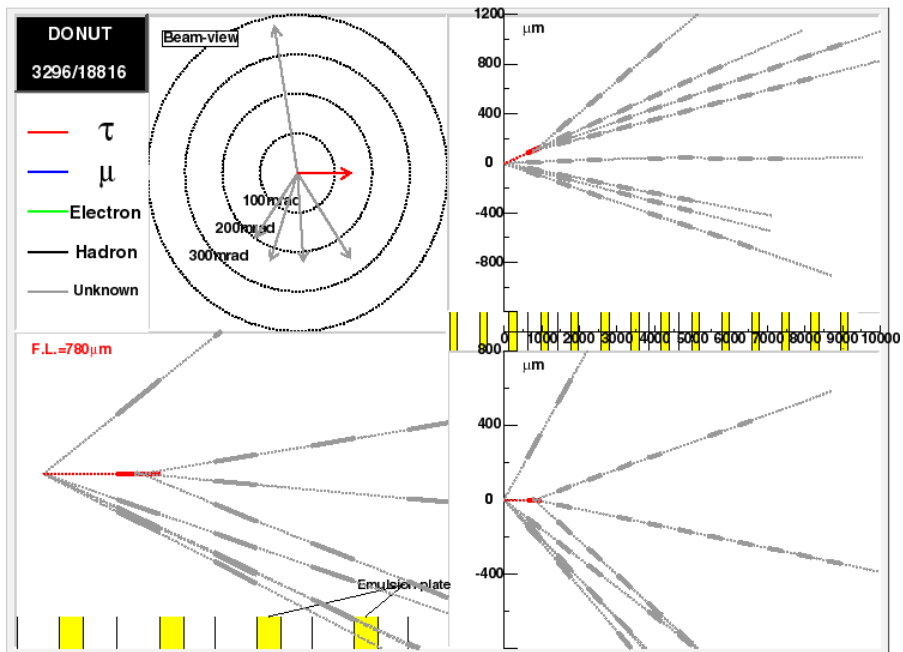 DONUT
3296/18816
τ
μ
Electron
Hadron
Unknown
Beam-view
100mrad
200mrad
300mrad
1200
μm
800
400
0
-400
-800
0 1000 2000 3000 4000 5000 6000 7000 8000 9000 10000
F.L.=780μm
Emulsion plate
800
μm
400
0
-400